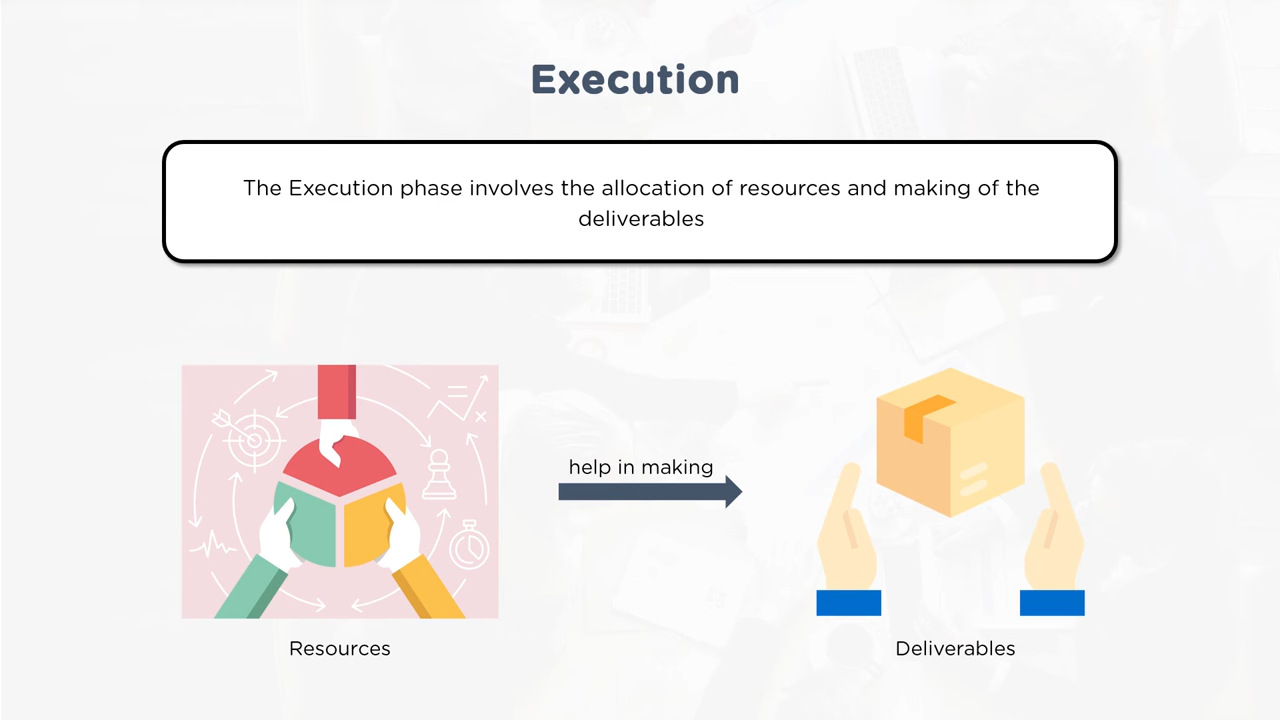 Execution
The Execution phase involves the allocation of resources and making of the
deliverables
help in making
Resources
Deliverables